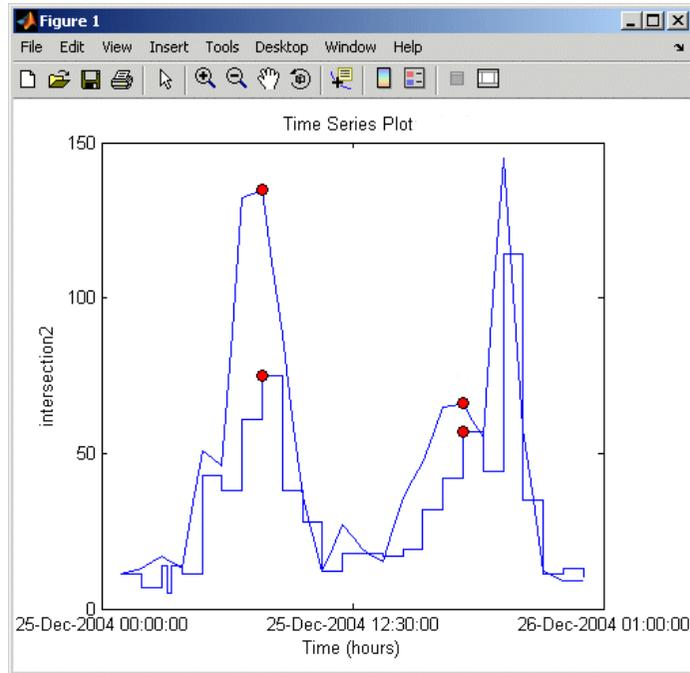 Figure 1
File Edit View Insert Tools Desktop Window Help
Time Series Plot
150
100
50
0
intersection2
25-Dec-2004 00:00:00 25-Dec-2004 12:30:00 26-Dec-2004 01:00:00
Time (hours)